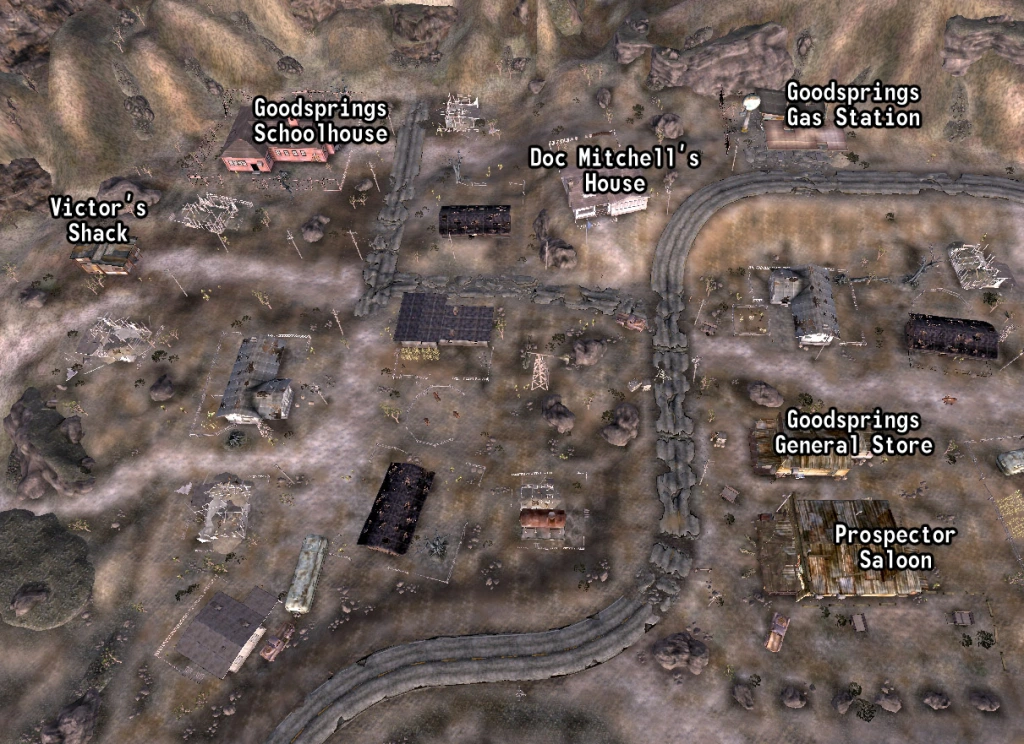 Goodsprings
Schoolhouse
Goodsprings
Gas Station
Doc Mitchell's
House
Victor's
Shack
Goodsprings
General Store
Prospector
Saloon